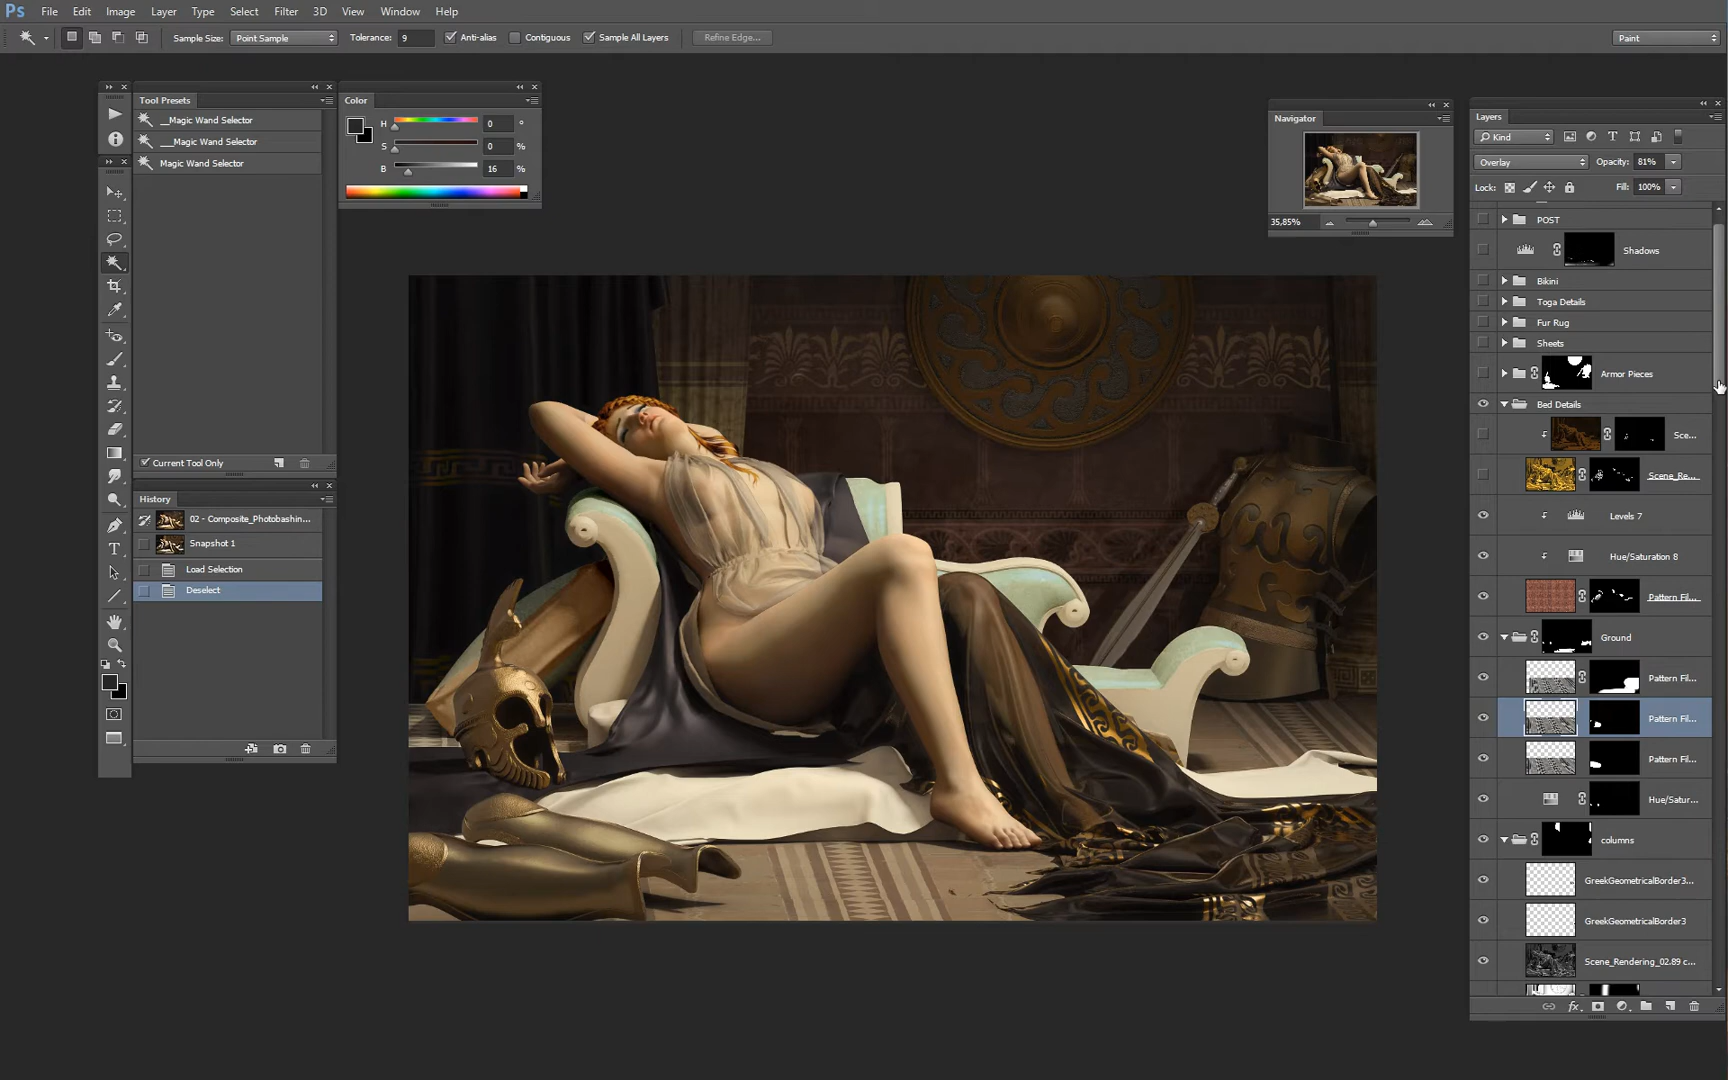 Ps File Edit Image Layer Type Select Filter 3D View Window Help
Sample Size: Point Sample Tolerance: 9 Anti-alias Contiguous Sample All Layers Refine Edge... Paint
Tool Presets
__Magic Wand Selector
___Magic Wand Selector
Magic Wand Selector
Current Tool Only
Color
H 0 °
S 0 %
B 16 %
History
02 - Composite_Photobashin...
Snapshot 1
Load Selection
Deselect
Navigator
35,85%
Layers
Kind
Overlay Opacity: 81%
Lock: Fill: 100%
POST
Shadows
Bikini
Toga Details
Fur Rug
Sheets
Armor Pieces
Bed Details
Sce...
Scene_Re...
Levels 7
Hue/Saturation 8
Pattern Fil...
Ground
Pattern Fil...
Pattern Fil...
Pattern Fil...
Hue/Satur...
columns
GreekGeometricalBorder3...
GreekGeometricalBorder3
Scene_Rendering_02.89 c...
fx